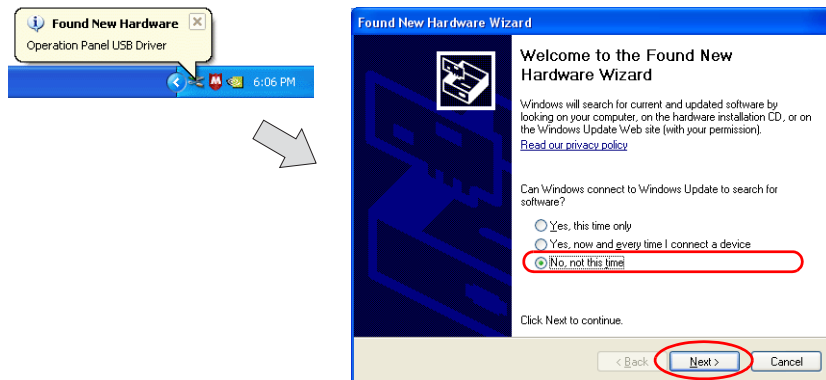 Found New Hardware
Operation Panel USB Driver
6:06 PM
Found New Hardware Wizard
Welcome to the Found New
Hardware Wizard
Windows will search for current and updated software by
looking on your computer, on the hardware installation CD, or on
the Windows Update Web site (with your permission).
Read our privacy policy
Can Windows connect to Windows Update to search for
software?
Yes, this time only
Yes, now and every time I connect a device
No, not this time
Click Next to continue.
< Back
Next >
Cancel